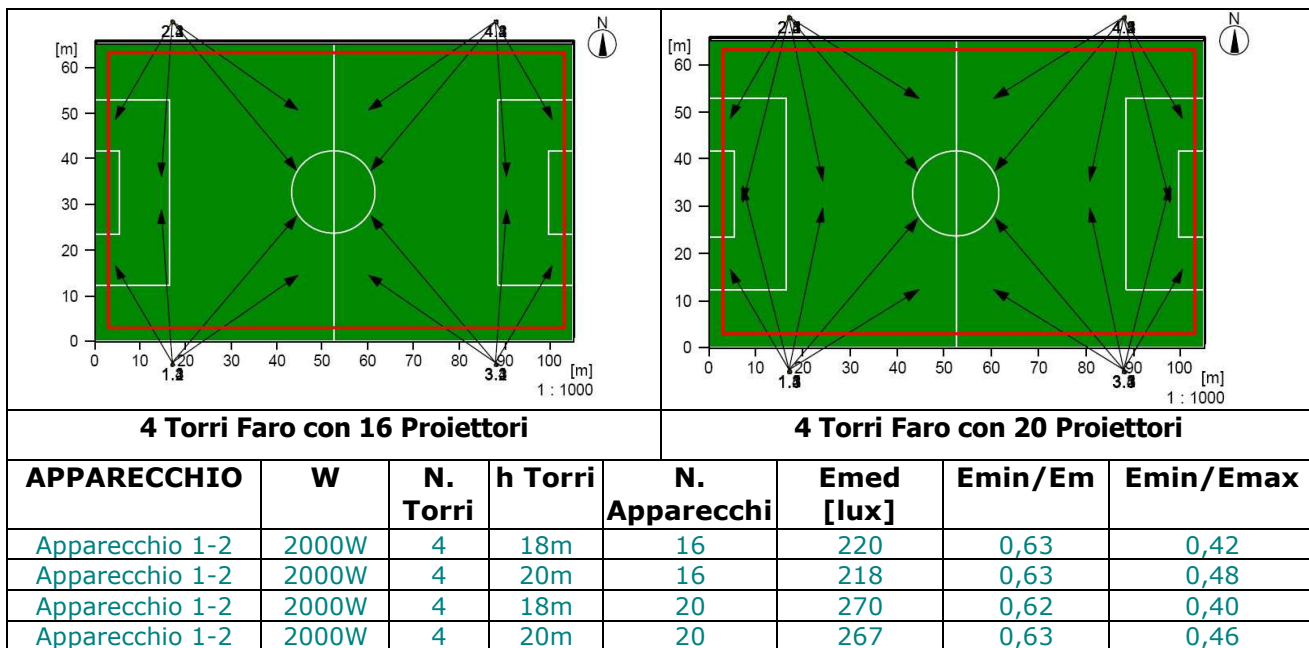 N
N
[m]
60
50
40
30
20
10
0
0 10 20 30 40 50 60 70 80 90 100
[m]
1 : 1000
[m]
60
50
40
30
20
10
0
0 10 20 30 40 50 60 70 80 90 100
[m]
1 : 1000
4 Torri Faro con 16 Proiettori
4 Torri Faro con 20 Proiettori
APPARECCHIO W N. Torri h Torri N. Apparecchi Emed [lux] Emin/Em Emin/Emax
Apparecchio 1-2 2000W 4 18m 16 220 0,63 0,42
Apparecchio 1-2 2000W 4 20m 16 218 0,63 0,48
Apparecchio 1-2 2000W 4 18m 20 270 0,62 0,40
Apparecchio 1-2 2000W 4 20m 20 267 0,63 0,46